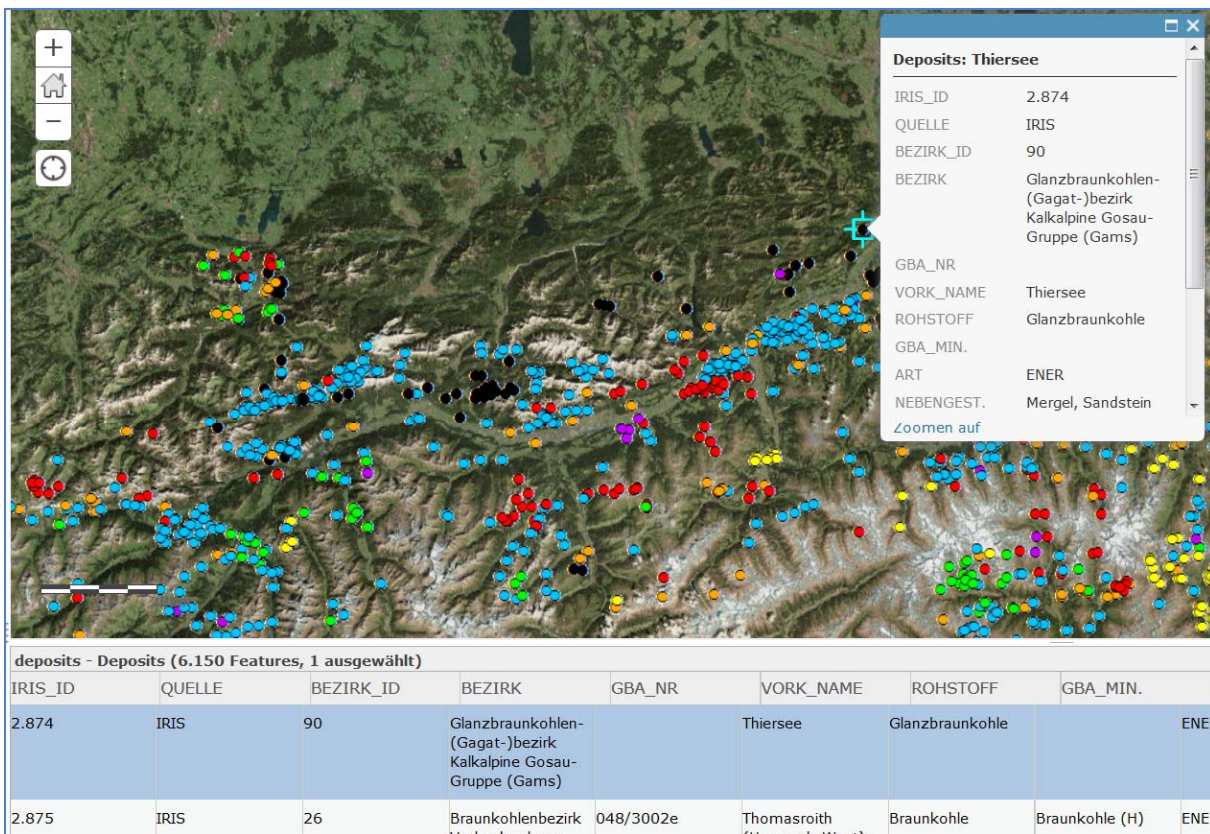 Deposits: Thiersee
IRIS_ID 2.874
QUELLE IRIS
BEZIRK_ID 90
BEZIRK Glanzbraunkohlen-
(Gagat-)bezirk
Kalkalpine Gosau-
Gruppe (Gams)
GBA_NR
VORK_NAME Thiersee
ROHSTOFF Glanzbraunkohle
GBA_MIN.
ART ENER
NEBENGEST. Mergel, Sandstein
Zoomen auf
deposits - Deposits (6.150 Features, 1 ausgewählt)
IRIS_ID QUELLE BEZIRK_ID BEZIRK GBA_NR VORK_NAME ROHSTOFF GBA_MIN.
2.874 IRIS 90 Glanzbraunkohlen- Thiersee Glanzbraunkohle ENE
(Gagat-)bezirk
Kalkalpine Gosau-
Gruppe (Gams)
2.875 IRIS 26 Braunkohlenbezirk 048/3002e Thomasroith Braunkohle Braunkohle (H) ENE